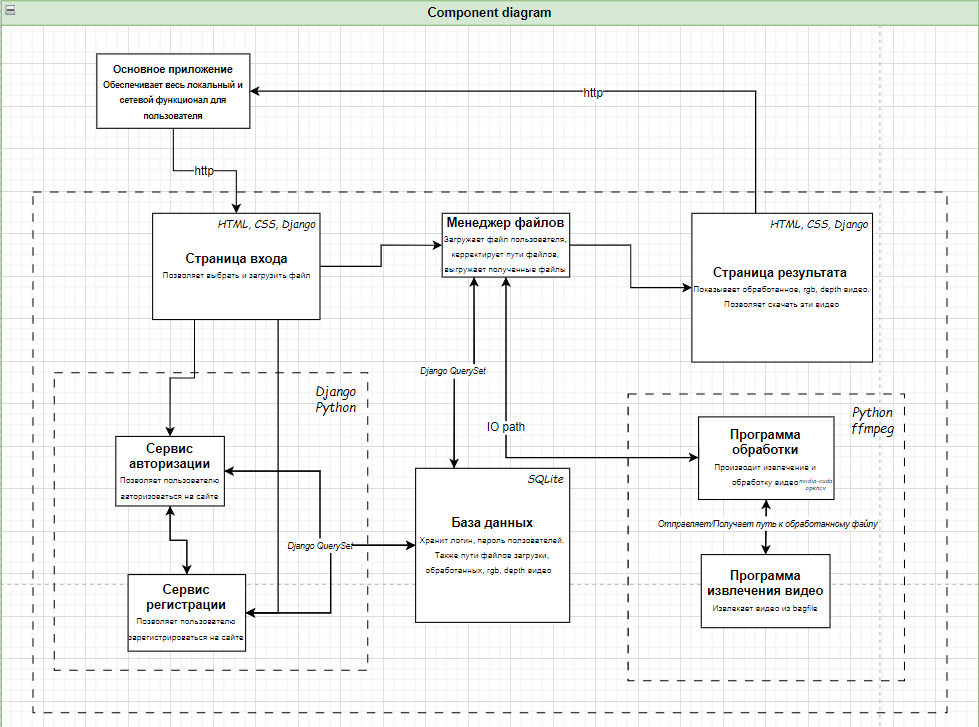 Component diagram
Основное приложение
Обеспечивает весь локальный и
сетевой функционал для
пользователя
http
http
HTML, CSS, Django
Страница входа
Позволяет выбрать и загрузить файл
Менеджер файлов
Загружает файл пользователя,
корректирует пути файлов,
выгружает полученные файлы
HTML, CSS, Django
Страница результата
Показывает обработанное, rgb, depth видео.
Позволяет скачать эти видео
Django QuerySet
IO path
Django
Python
Сервис
авторизации
Позволяет пользователю
авторизоваться на сайте
Django QuerySet
Сервис
регистрации
Позволяет пользователю
зарегистрироваться на сайте
SQLite
База данных
Хранит логин, пароль ползователей.
Также пути файлов загрузки,
обработанных, rgb, depth видео
Python
ffmpeg
Программа
обработки
Производит извлечение и
обработку видео
nvidia-cuda
opencv
Отправляет/Получает путь к обработанному файлу
Программа
извлечения видео
Извлекает видео из bagfile